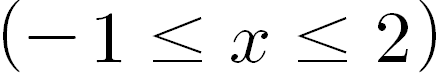 (−1 ≤ x ≤ 2)